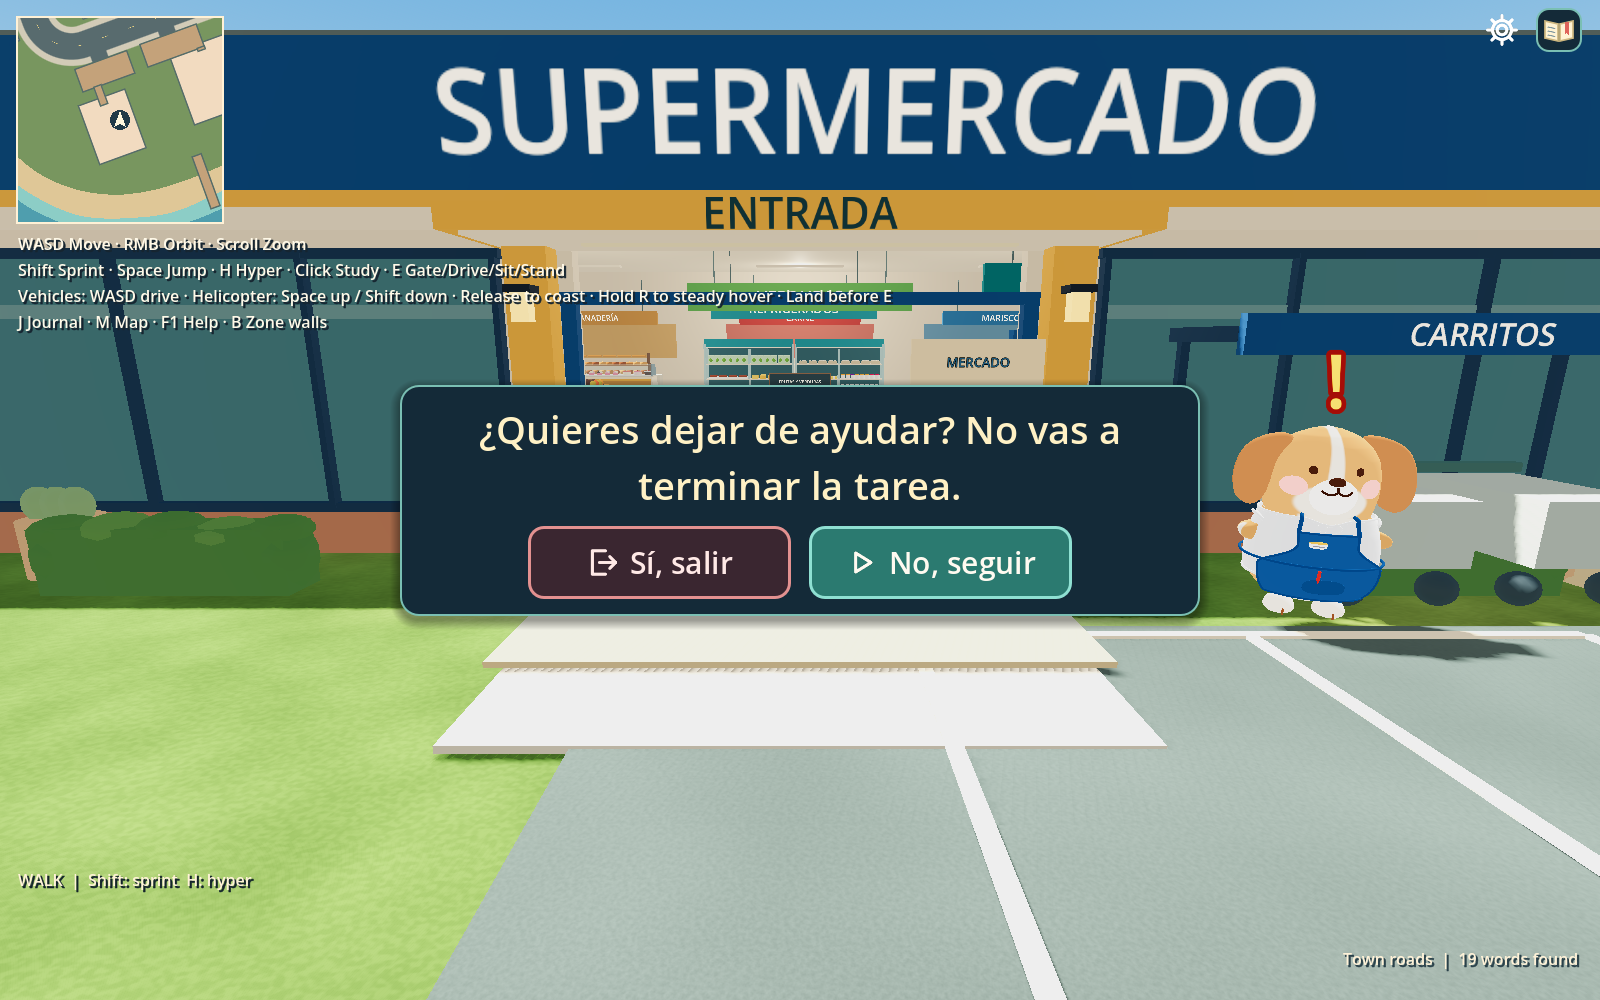 SUPERMERCADO
ENTRADA
WASD Move · RMB Orbit · Scroll Zoom
Shift Sprint · Space Jump · H Hyper · Click Study · E Gate/Drive/Sit/Stand
Vehicles: WASD drive · Helicopter: Space up / Shift down · Release to coast · Hold R to steady hover · Land before E
J Journal · M Map · F1 Help · B Zone walls
CARNE
MERCADO
CARRITOS
¿Quieres dejar de ayudar? No vas a
terminar la tarea.
Sí, salir
No, seguir
WALK | Shift: sprint H: hyper
Town roads | 19 words found